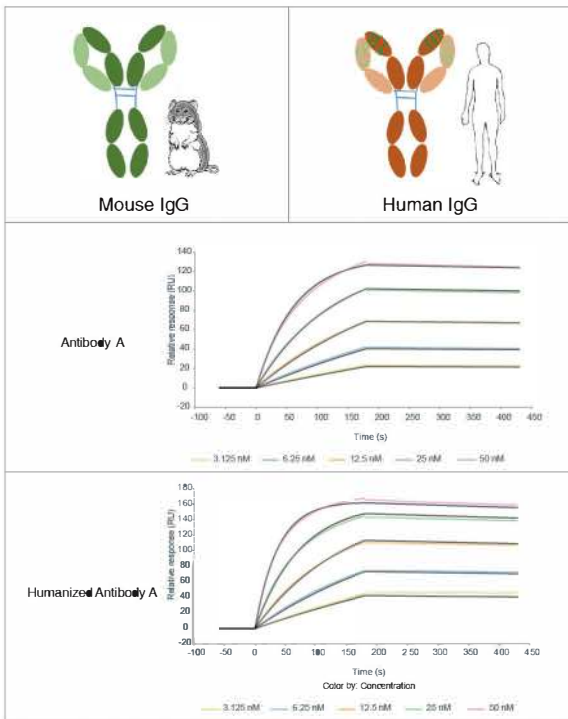 Mouse IgG
Human IgG
Antibody A
Relative response (RU)
140
120
100
80
60
40
20
0
-20
-100 -50 0 50 100 150 200 250 300 350 400 450
Time (s)
3.125 nM 6.25 nM 12.5 nM 25 nM 50 nM
Humanized Antibody A
Relative response (RU)
180
160
140
120
100
80
60
40
20
0
-20
-100 -50 0 50 100 150 200 250 300 350 400 450
Time (s)
Color by: Concentration
3.125 nM 6.25 nM 12.5 nM 25 nM 50 nM